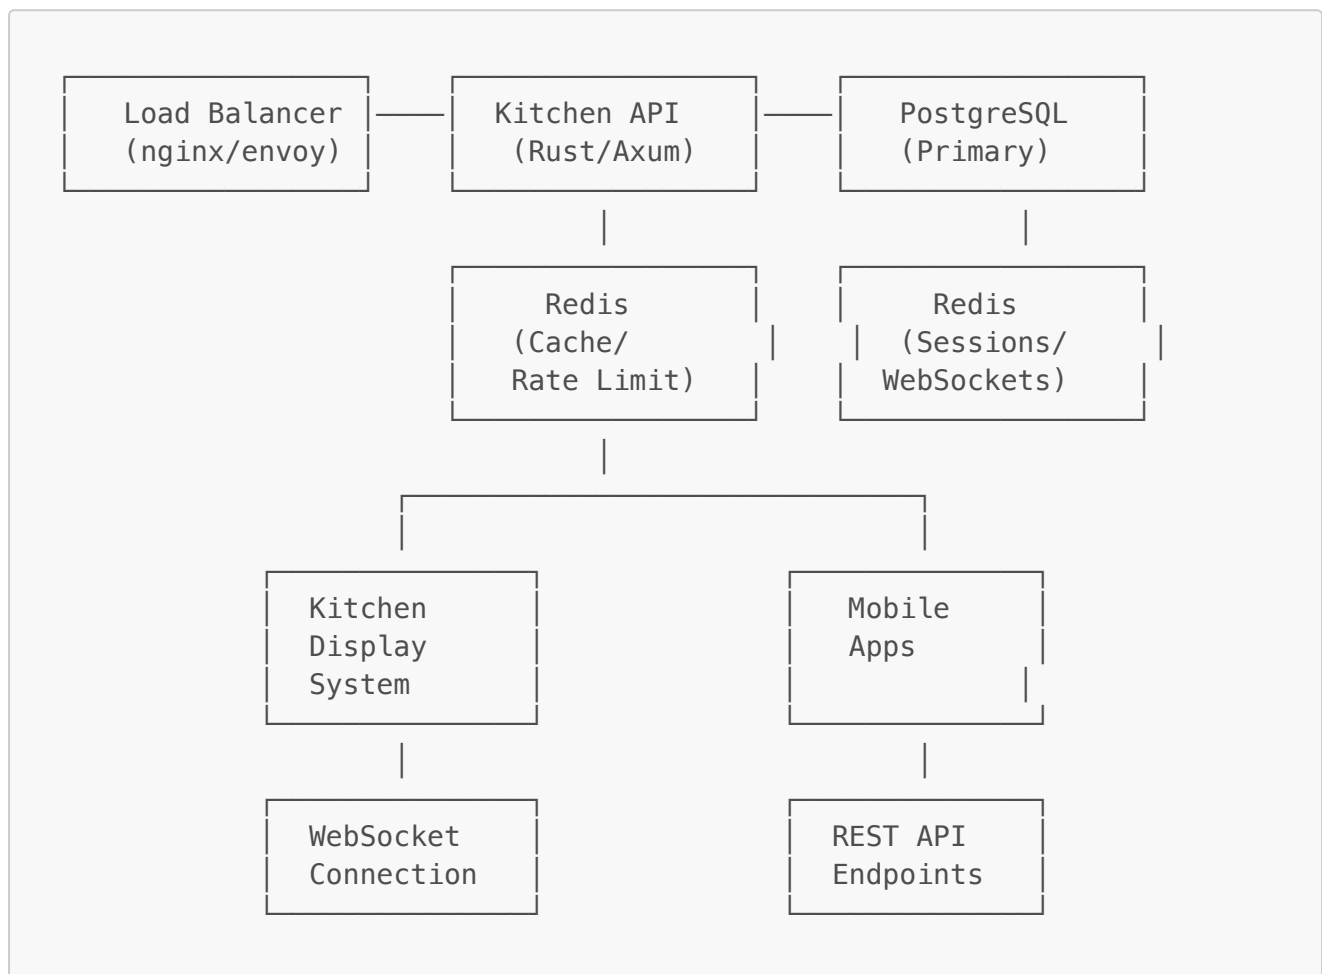 Load Balancer
(nginx/envoy)
Kitchen API
(Rust/Axum)
PostgreSQL
(Primary)
Redis
(Cache/
Rate Limit)
Redis
(Sessions/
WebSockets)
Kitchen
Display
System
Mobile
Apps
WebSocket
Connection
REST API
Endpoints